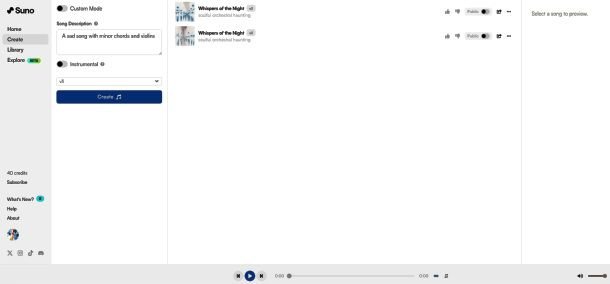 Suno
Home
Create
Library
Explore BETA
40 credits
Subscribe
What's New?
Help
About
Custom Mode
Song Description
A sad song with minor chords and violins
Instrumental
Create
Whispers of the Night v3
soulful orchestral haunting
Public
Whispers of the Night v3
soulful orchestral haunting
Public
Select a song to preview.
0:00
0:00